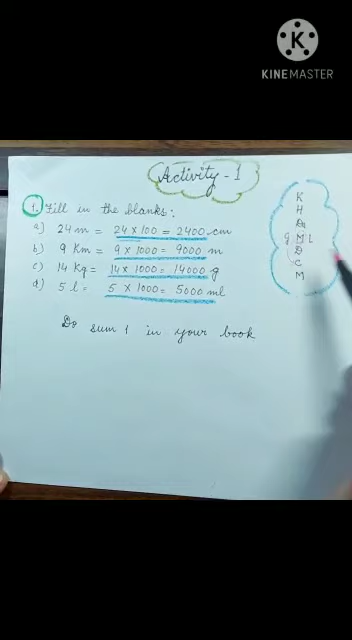 K
KINEMASTER
Activity - 1
1. Fill in the blanks:
a) 24 m = 24 x 100 = 2400 cm
b) 9 Km = 9 x 1000 = 9000 m
c) 14 Kg = 14 x 1000 = 14000 g
d) 5 l = 5 x 1000 = 5000 ml
Do sum 1 in your book
K
H
Da
g M L
D
C
M